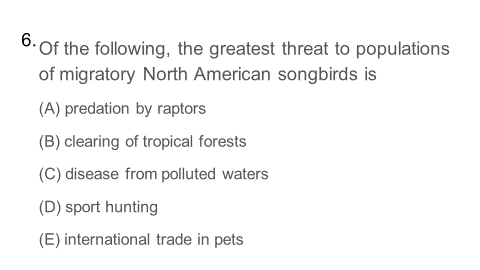 6. Of the following, the greatest threat to populations
of migratory North American songbirds is
(A) predation by raptors
(B) clearing of tropical forests
(C) disease from polluted waters
(D) sport hunting
(E) international trade in pets